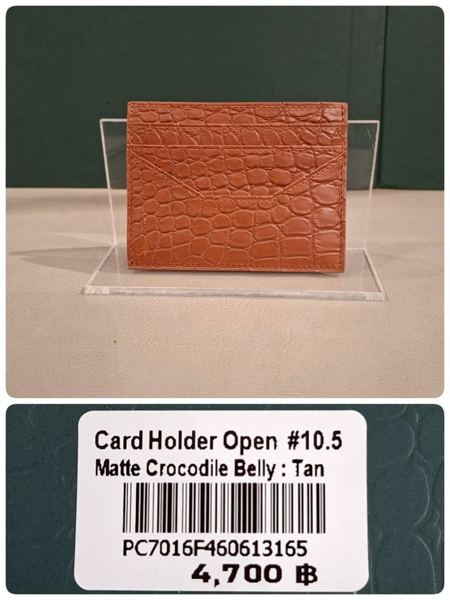 Card Holder Open #10.5
Matte Crocodile Belly : Tan
PC7016F460613165
4,700 ฿